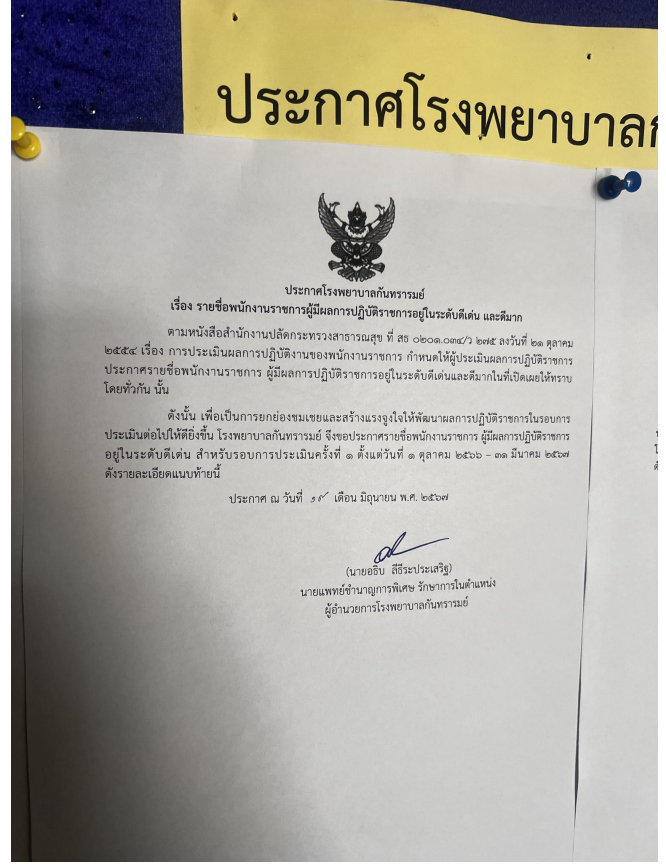 ประกาศโรงพยาบาลก
ประกาศโรงพยาบาลกันทรารมย์
เรื่อง รายชื่อพนักงานราชการผู้มีผลการปฏิบัติราชการอยู่ในระดับดีเด่น และดีมาก
ตามหนังสือสำนักงานปลัดกระทรวงสาธารณสุข ที่ สธ ๐๒๐๑.๐๓๔/ว ๒๗๕ ลงวันที่ ๒๑ ตุลาคม
๒๕๕๔ เรื่อง การประเมินผลการปฏิบัติงานของพนักงานราชการ กำหนดให้ผู้ประเมินผลการปฏิบัติราชการ
ประกาศรายชื่อพนักงานราชการ ผู้มีผลการปฏิบัติราชการอยู่ในระดับดีเด่นและดีมากในที่เปิดเผยให้ทราบ
โดยทั่วกัน นั้น
ดังนั้น เพื่อเป็นการยกย่องชมเชยและสร้างแรงจูงใจให้พัฒนาผลการปฏิบัติราชการในรอบการ
ประเมินต่อไปให้ดียิ่งขึ้น โรงพยาบาลกันทรารมย์ จึงขอประกาศรายชื่อพนักงานราชการ ผู้มีผลการปฏิบัติราชการ
อยู่ในระดับดีเด่น สำหรับรอบการประเมินครั้งที่ ๑ ตั้งแต่วันที่ ๑ ตุลาคม ๒๕๖๖ – ๓๑ มีนาคม ๒๕๖๗
ดังรายละเอียดแนบท้ายนี้
ประกาศ ณ วันที่ ๑๙ เดือน มิถุนายน พ.ศ. ๒๕๖๗
(นายอธิบ ลีธีระประเสริฐ)
นายแพทย์ชำนาญการพิเศษ รักษาการในตำแหน่ง
ผู้อำนวยการโรงพยาบาลกันทรารมย์